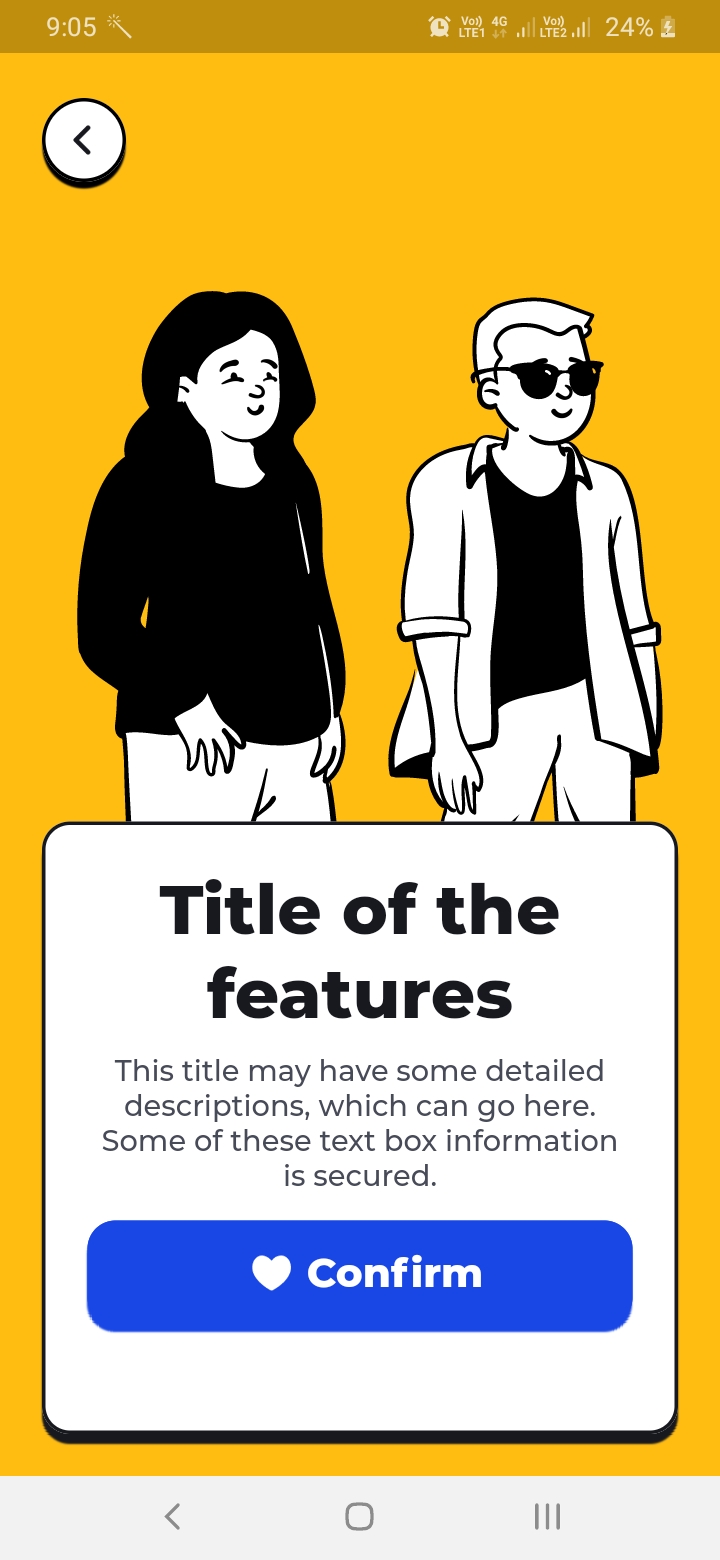 9:05
Vo) 4G Vo) 24%
LTE1 LTE2
Title of the
features
This title may have some detailed
descriptions, which can go here.
Some of these text box information
is secured.
Confirm